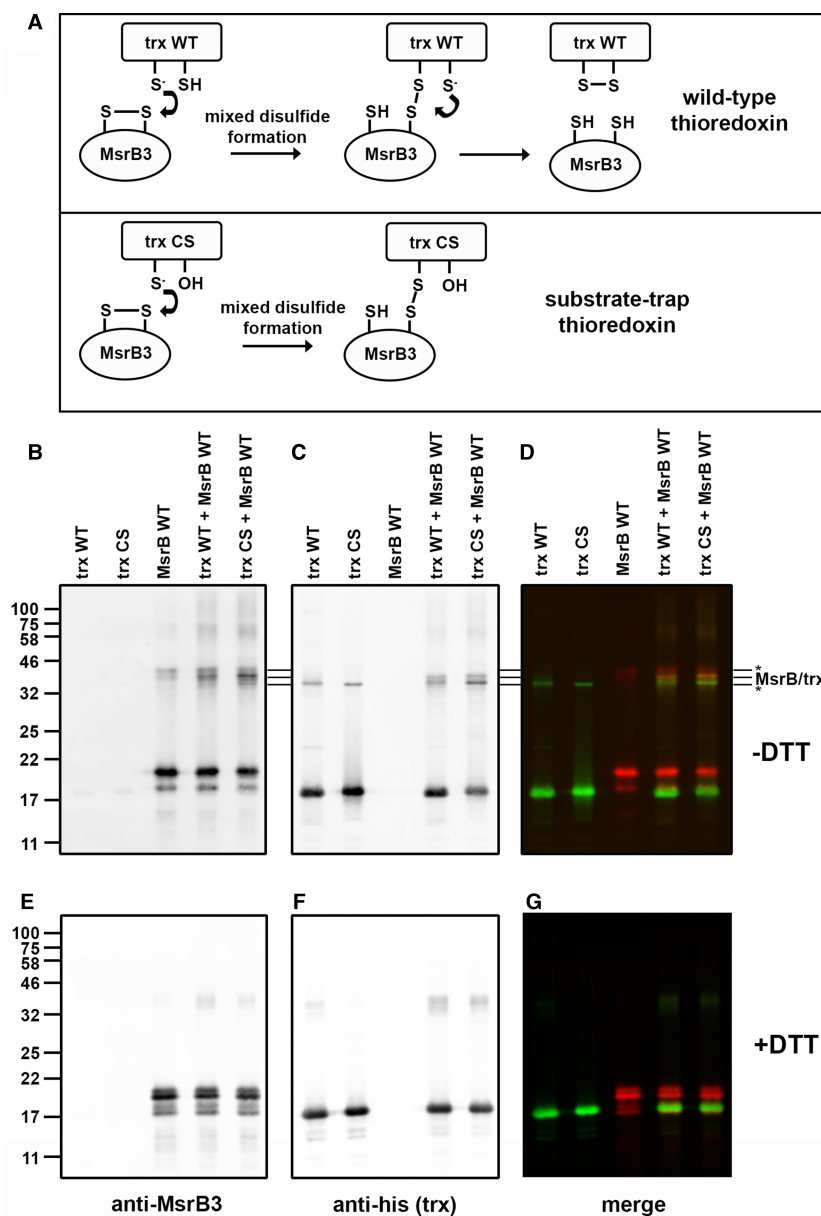 A
trx WT
S- SH
S S
MsrB3
mixed disulfide
formation
trx WT
S S-
SH S
MsrB3
trx WT
S S
SH SH
MsrB3
wild-type
thioredoxin
trx CS
S- OH
S S
MsrB3
mixed disulfide
formation
trx CS
S OH
SH S
MsrB3
substrate-trap
thioredoxin
B
trx WT
trx CS
MsrB WT
trx WT + MsrB WT
trx CS + MsrB WT
C
trx WT
trx CS
MsrB WT
trx WT + MsrB WT
trx CS + MsrB WT
D
trx WT
trx CS
MsrB WT
trx WT + MsrB WT
trx CS + MsrB WT
100
75
58
46
32
25
22
17
11
*
MsrB/trx
*
-DTT
E
F
G
100
75
58
46
32
25
22
17
11
+DTT
anti-MsrB3
anti-his (trx)
merge